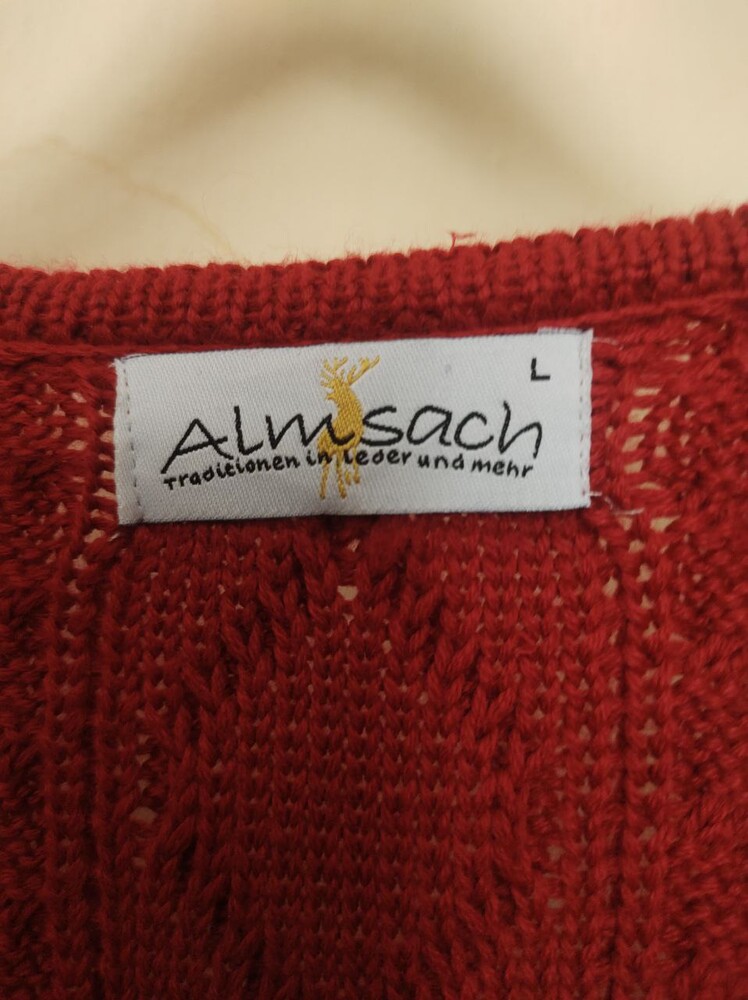 L
Almsach
Traditionen in Leder und mehr